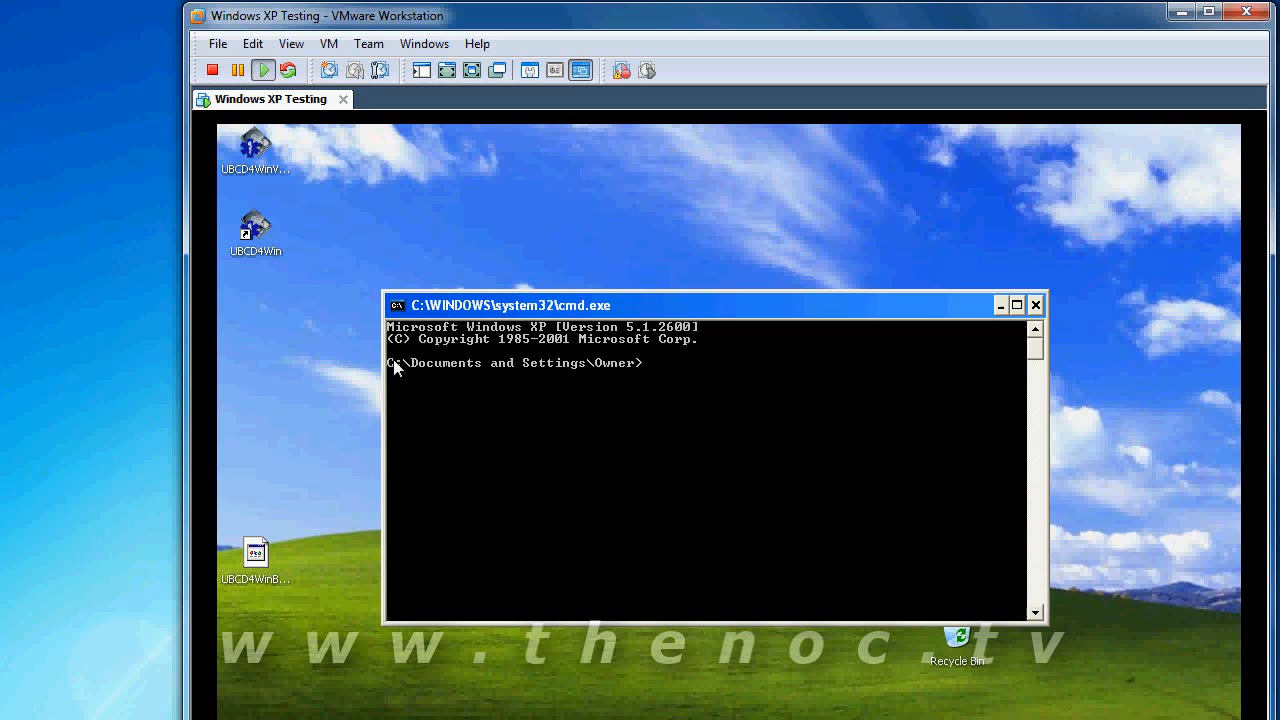 Windows XP Testing - VMware Workstation
File Edit View VM Team Windows Help
Windows XP Testing
UBCD4WinV...
UBCD4Win
C:\WINDOWS\system32\cmd.exe
Microsoft Windows XP [Version 5.1.2600]
(C) Copyright 1985-2001 Microsoft Corp.
C:\Documents and Settings\Owner>
UBCD4WinB...
www.thenoc.tv
Recycle Bin